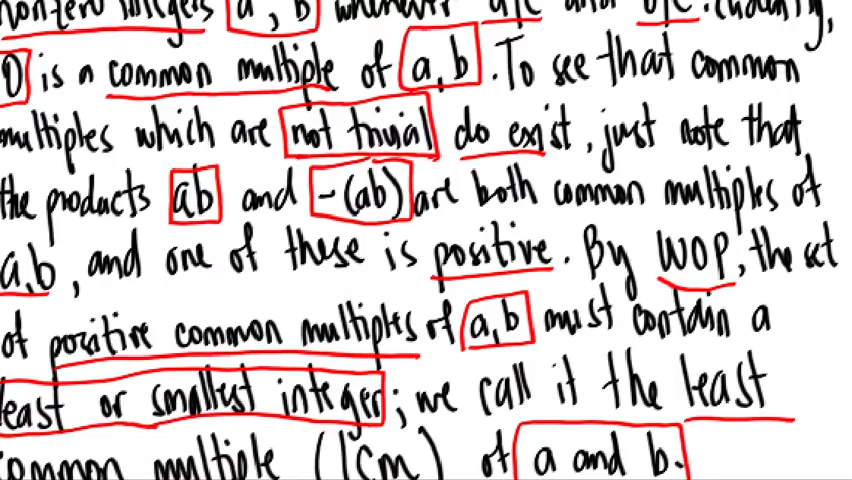 nonzero integers a, b whenever a|c and b|c. Evidently,
0 is a common multiple of a, b. To see that common
multiples which are not trivial do exist, just note that
the products ab and -(ab) are both common multiples of
a, b, and one of these is positive. By WOP, the set
of positive common multiples of a, b must contain a
least or smallest integer; we call it the least
common multiple (lcm) of a and b.